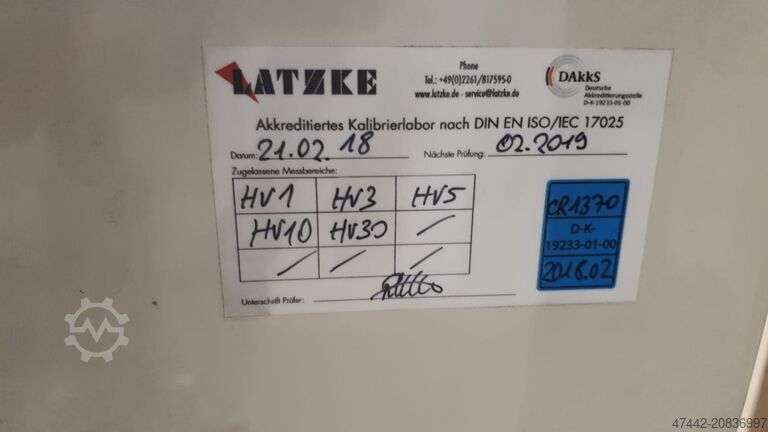 LATZKE
Phone
Tel.: +49(0)2261/817595-0
www.latzke.de - service@latzke.de
DAkkS
Deutsche
Akkreditierungsstelle
D-K-19233-01-00
Akkreditiertes Kalibrierlabor nach DIN EN ISO/IEC 17025
Datum: 21.02.18 Nächste Prüfung: 02.2019
Zugelassene Messbereiche:
HV1 HV3 HV5
HV10 HV30 /
/ / /
CR1370
D-K-
19233-01-00
2018.02
Unterschrift Prüfer:
47442-20836997